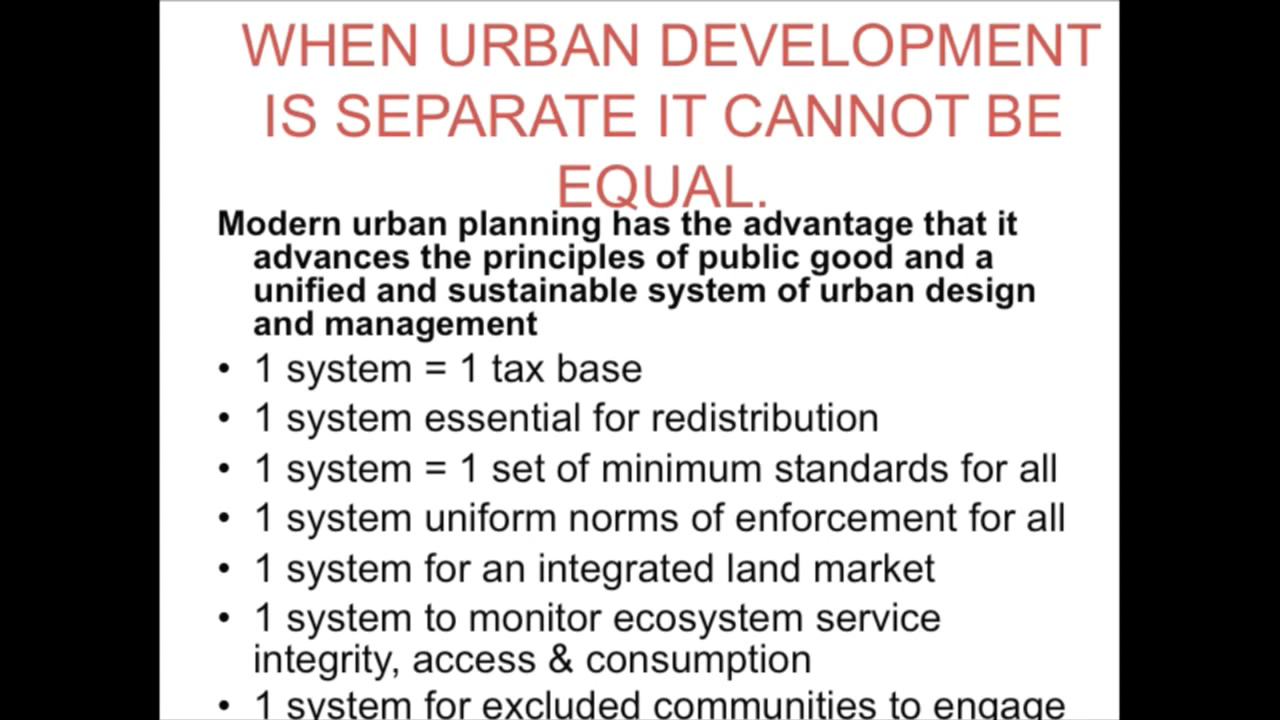 WHEN URBAN DEVELOPMENT
IS SEPARATE IT CANNOT BE
EQUAL.
Modern urban planning has the advantage that it
advances the principles of public good and a
unified and sustainable system of urban design
and management
• 1 system = 1 tax base
• 1 system essential for redistribution
• 1 system = 1 set of minimum standards for all
• 1 system uniform norms of enforcement for all
• 1 system for an integrated land market
• 1 system to monitor ecosystem service
integrity, access & consumption
• 1 system for excluded communities to engage